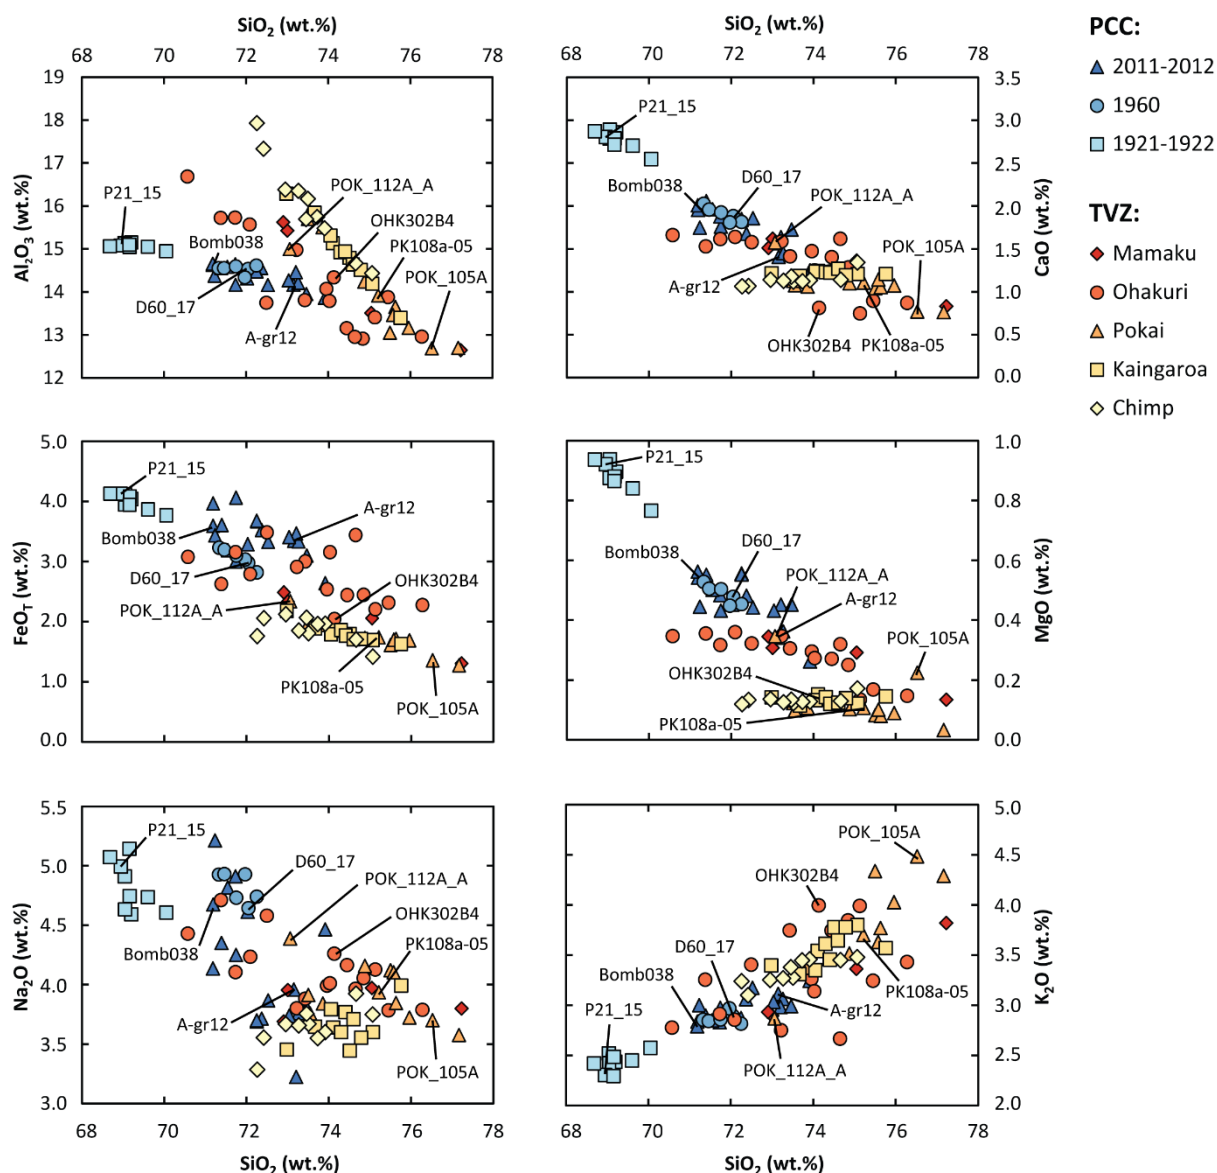 SiO2 (wt.%)
SiO2 (wt.%)
68 70 72 74 76 78
68 70 72 74 76 78
PCC:
2011-2012
1960
1921-1922
TVZ:
Mamaku
Ohakuri
Pokai
Kaingaroa
Chimp
Al2O3 (wt.%)
19
18
17
16
15
14
13
12
P21_15
Bomb038
D60_17
A-gr12
POK_112A_A
OHK302B4
PK108a-05
POK_105A
CaO (wt.%)
3.5
3.0
2.5
2.0
1.5
1.0
0.5
0.0
P21_15
Bomb038
D60_17
POK_112A_A
A-gr12
POK_105A
OHK302B4
PK108a-05
FeOT (wt.%)
5.0
4.0
3.0
2.0
1.0
0.0
P21_15
A-gr12
Bomb038
D60_17
POK_112A_A
OHK302B4
PK108a-05
POK_105A
MgO (wt.%)
1.0
0.8
0.6
0.4
0.2
0.0
P21_15
Bomb038
D60_17
POK_112A_A
A-gr12
POK_105A
OHK302B4
PK108a-05
Na2O (wt.%)
5.5
5.0
4.5
4.0
3.5
3.0
P21_15
D60_17
POK_112A_A
OHK302B4
PK108a-05
Bomb038
A-gr12
POK_105A
K2O (wt.%)
5.0
4.5
4.0
3.5
3.0
2.5
2.0
POK_105A
OHK302B4
D60_17
Bomb038
P21_15
PK108a-05
A-gr12
POK_112A_A
68 70 72 74 76 78
68 70 72 74 76 78
SiO2 (wt.%)
SiO2 (wt.%)